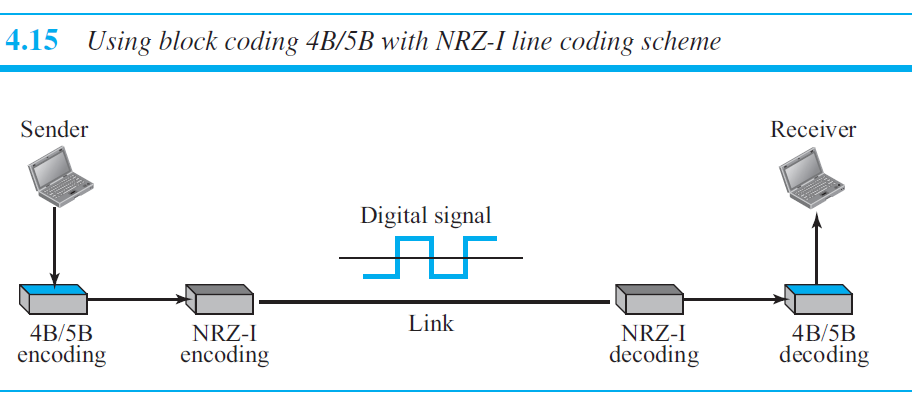 4.15 Using block coding 4B/5B with NRZ-I line coding scheme
Sender
Receiver
Digital signal
Link
4B/5B
encoding
NRZ-I
encoding
NRZ-I
decoding
4B/5B
decoding